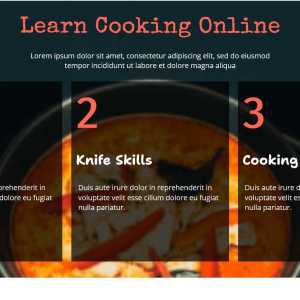 Learn Cooking Online
Lorem ipsum dolor sit amet, consectetur adipiscing elit, sed do eiusmod
tempor incididunt ut labore et dolore magna aliqua
2
3
Knife Skills
Cooking
prehenderit in
dolore eu fugiat
Duis aute irure dolor in reprehenderit in
voluptate velit esse cillum dolore eu fugiat
nulla pariatur.
Duis aute irure
voluptate velit
nulla pariatur.